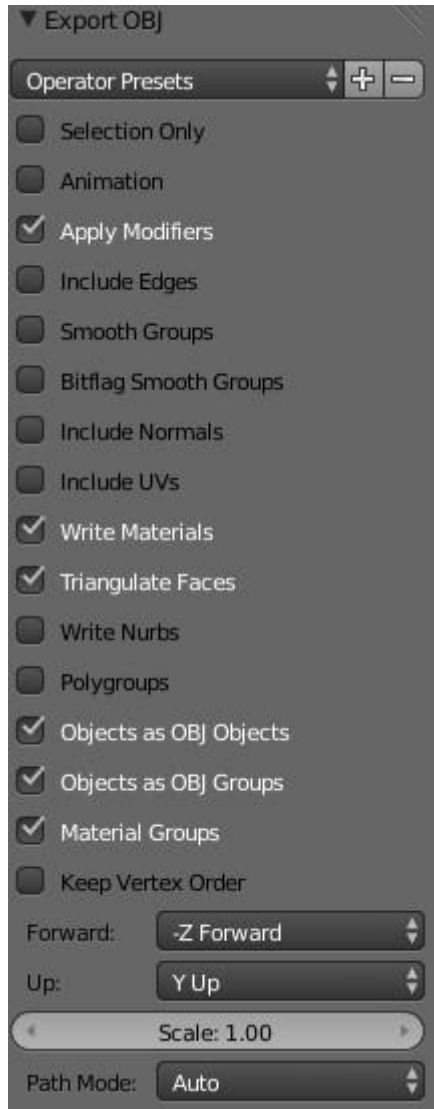 Export OBJ
Operator Presets
Selection Only
Animation
Apply Modifiers
Include Edges
Smooth Groups
Bitflag Smooth Groups
Include Normals
Include UVs
Write Materials
Triangulate Faces
Write Nurbs
Polygroups
Objects as OBJ Objects
Objects as OBJ Groups
Material Groups
Keep Vertex Order
Forward: -Z Forward
Up: Y Up
Scale: 1.00
Path Mode: Auto